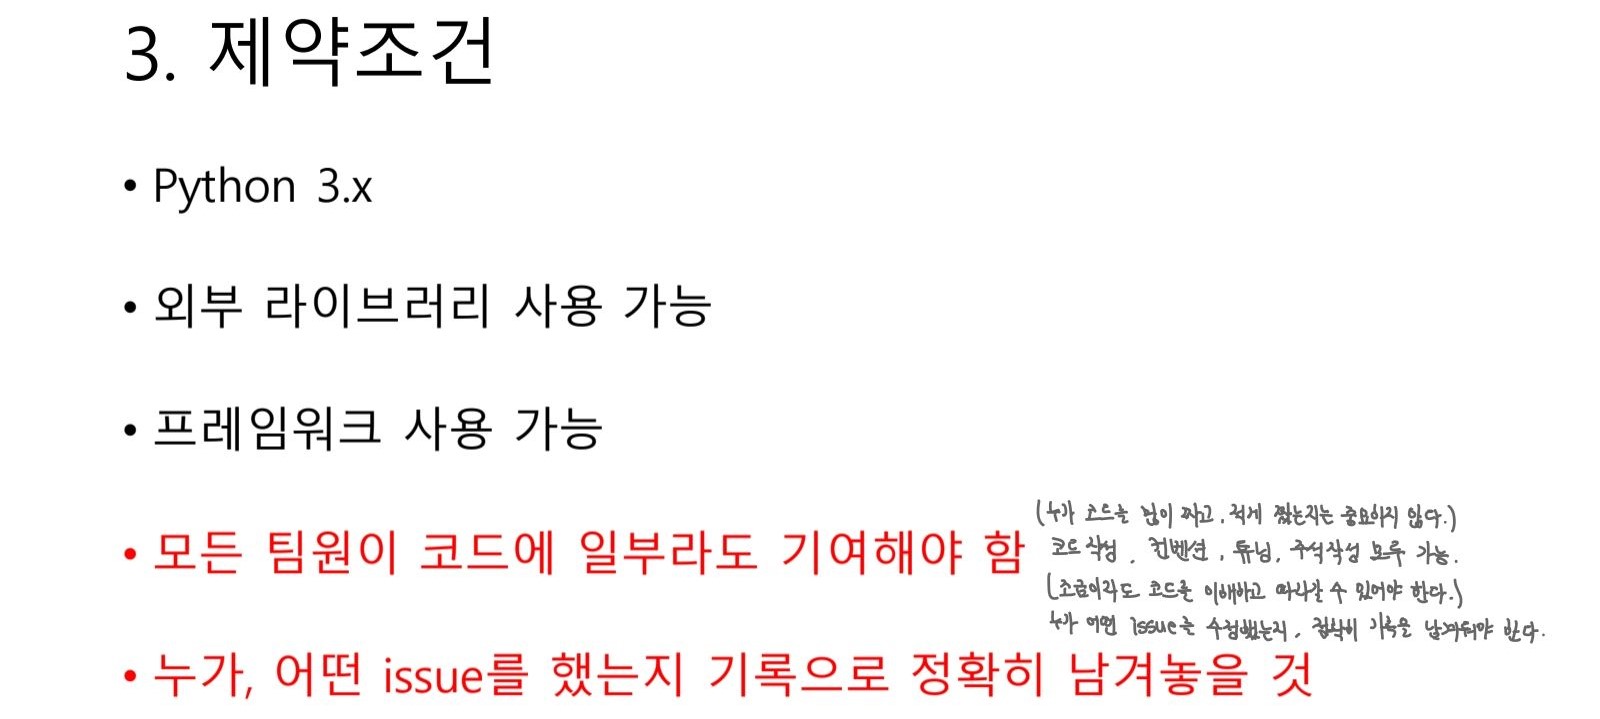 3. 제약조건
• Python 3.x
• 외부 라이브러리 사용 가능
• 프레임워크 사용 가능
(누가 코드를 많이 짜고, 적게 짰는지는 중요하지 않다.)
• 모든 팀원이 코드에 일부라도 기여해야 함
코드 작성, 컨벤션, 튜닝, 주석작성 모두 가능.
(조금이라도 코드를 이해하고 따라갈 수 있어야 한다.)
누가 어떤 issue를 수정했는지, 정확히 기록을 남겨둬야 한다.
• 누가, 어떤 issue를 했는지 기록으로 정확히 남겨놓을 것